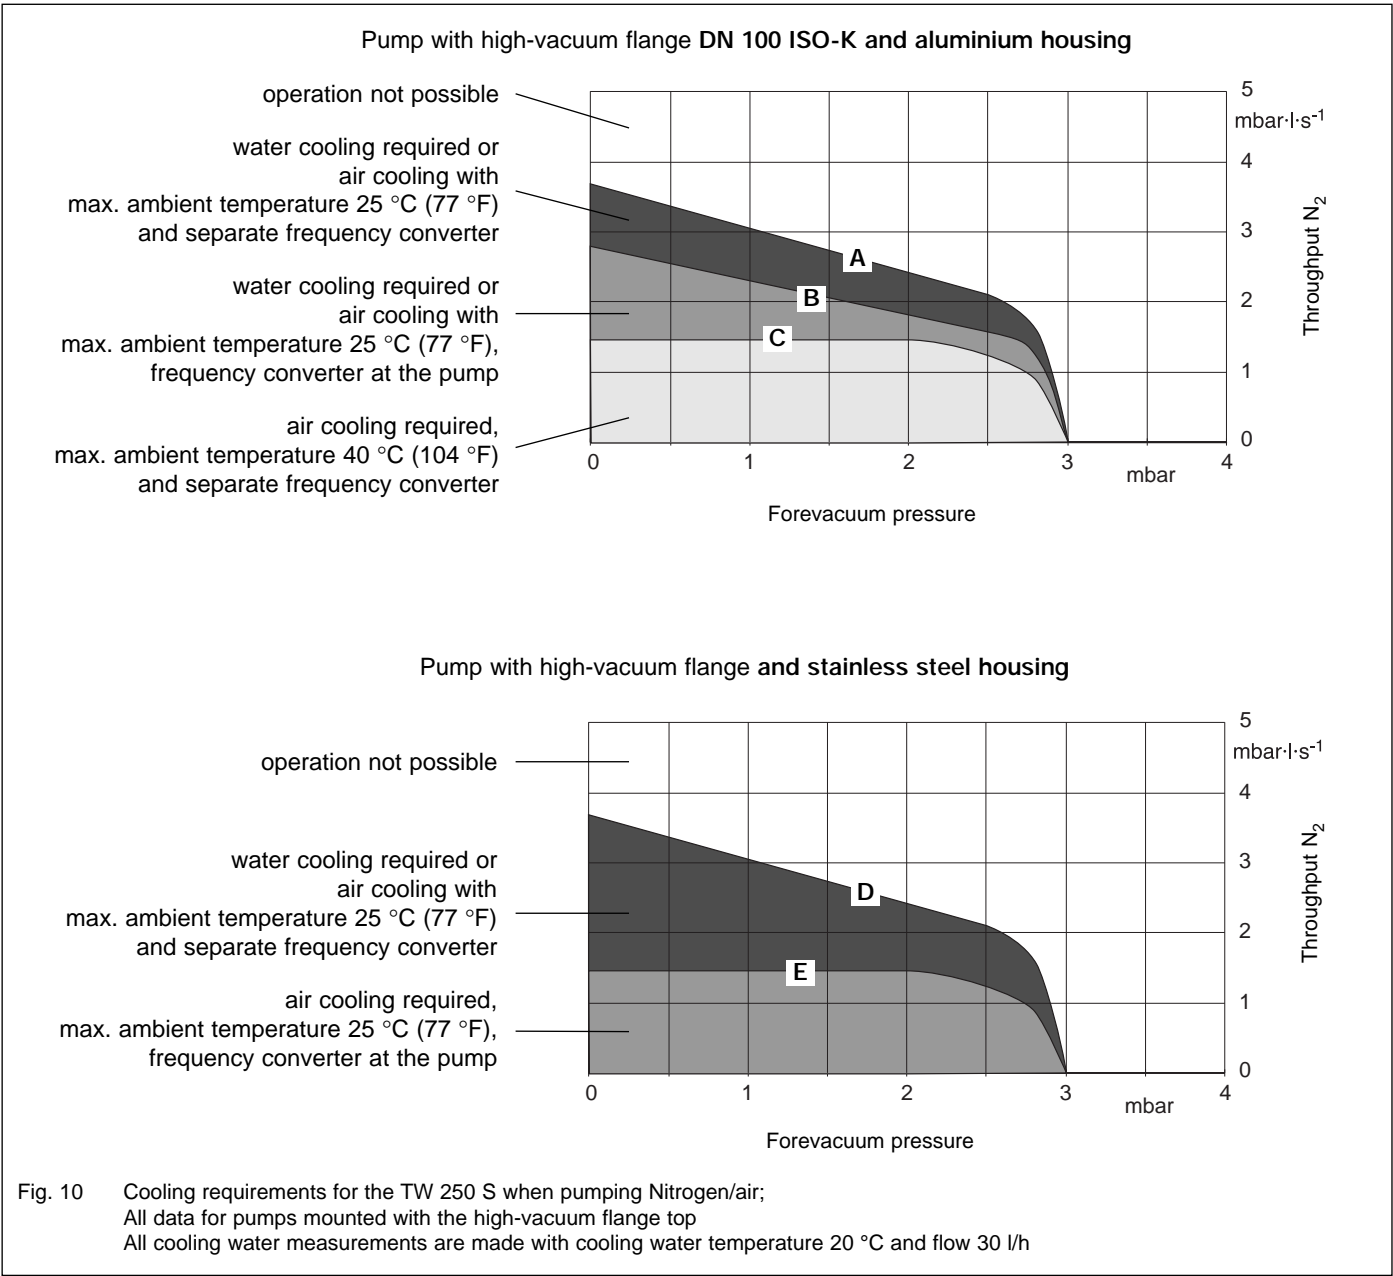 Pump with high-vacuum flange DN 100 ISO-K and aluminium housing
operation not possible
water cooling required or
air cooling with
max. ambient temperature 25 °C (77 °F)
and separate frequency converter
water cooling required or
air cooling with
max. ambient temperature 25 °C (77 °F),
frequency converter at the pump
air cooling required,
max. ambient temperature 40 °C (104 °F)
and separate frequency converter
A
B
C
5
mbar·l·s-1
4
3
2
1
0
Throughput N2
0
1
2
3
mbar
4
Forevacuum pressure
Pump with high-vacuum flange and stainless steel housing
operation not possible
water cooling required or
air cooling with
max. ambient temperature 25 °C (77 °F)
and separate frequency converter
air cooling required,
max. ambient temperature 25 °C (77 °F),
frequency converter at the pump
D
E
5
mbar·l·s-1
4
3
2
1
0
Throughput N2
0
1
2
3
mbar
4
Forevacuum pressure
Fig. 10 Cooling requirements for the TW 250 S when pumping Nitrogen/air;
All data for pumps mounted with the high-vacuum flange top
All cooling water measurements are made with cooling water temperature 20 °C and flow 30 l/h